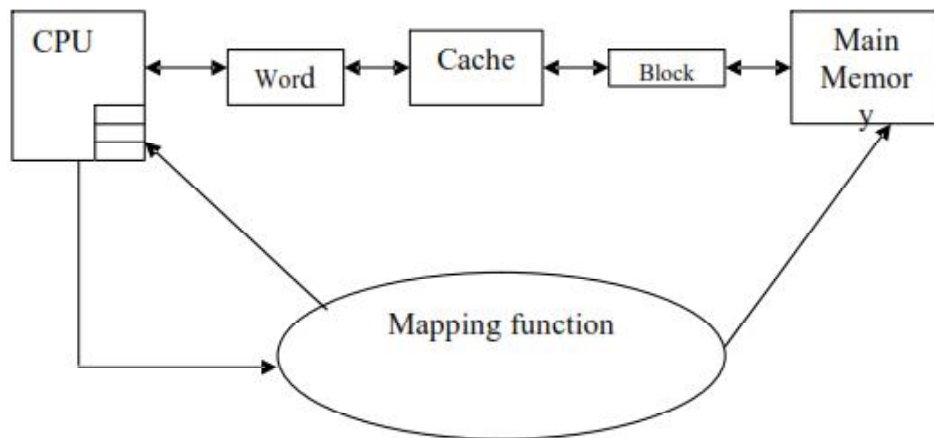 CPU
Word
Cache
Block
Main
Memor
y
Mapping function